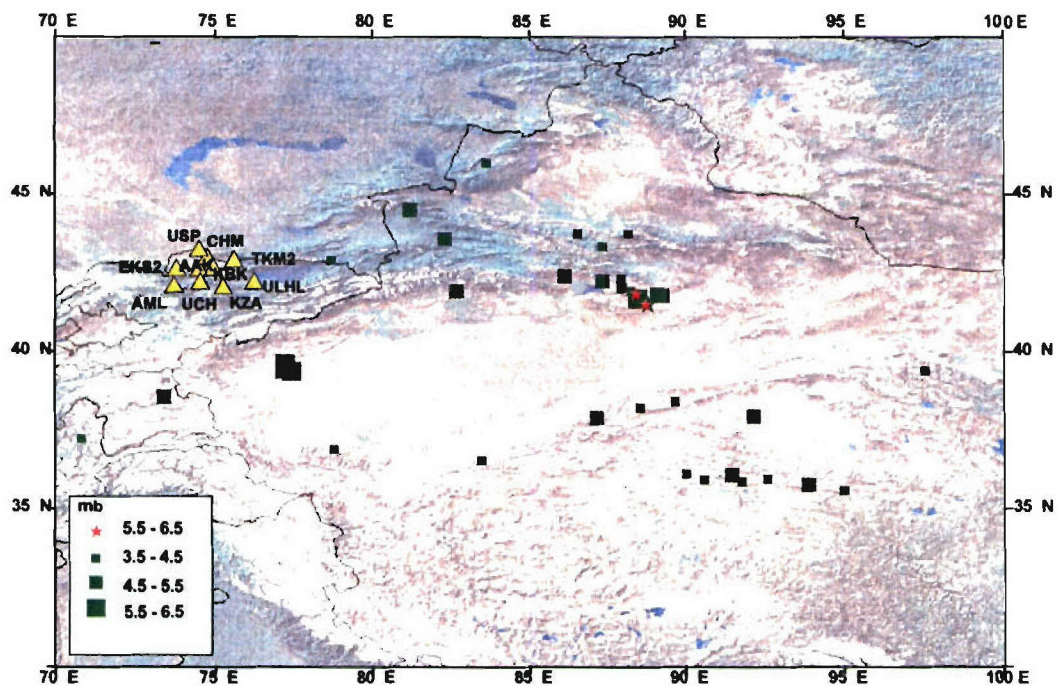 70 E 75 E 80 E 85 E 90 E 95 E 100 E
45 N 45 N
USP CHM
EKS2 AAK KBK TKM2
AML UCH KZA ULHL
40 N 40 N
35 N 35 N
mb
5.5 - 6.5
3.5 - 4.5
4.5 - 5.5
5.5 - 6.5
70 E 75 E 80 E 85 E 90 E 95 E 100 E